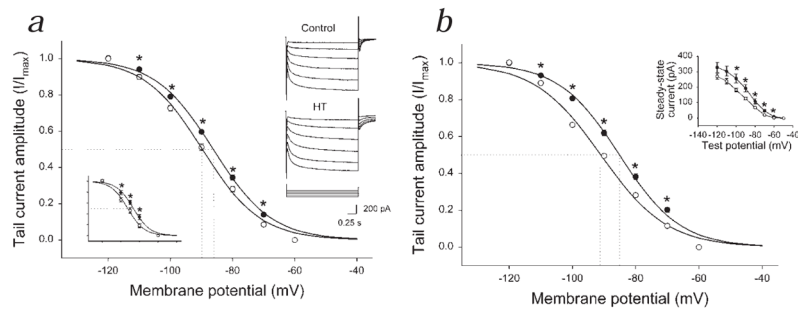 a
Tail current amplitude (I/Imax)
1.0
0.8
0.6
0.4
0.2
0.0
-120
-100
-80
-60
-40
Membrane potential (mV)
Control
HT
200 pA
0.25 s
* * * * *
* * *
b
Tail current amplitude (I/Imax)
1.0
0.8
0.6
0.4
0.2
0.0
-120
-100
-80
-60
-40
Membrane potential (mV)
* * * * *
Steady-state
current (pA)
400
300
200
100
0
-140
-120
-100
-80
-60
-40
Test potential (mV)